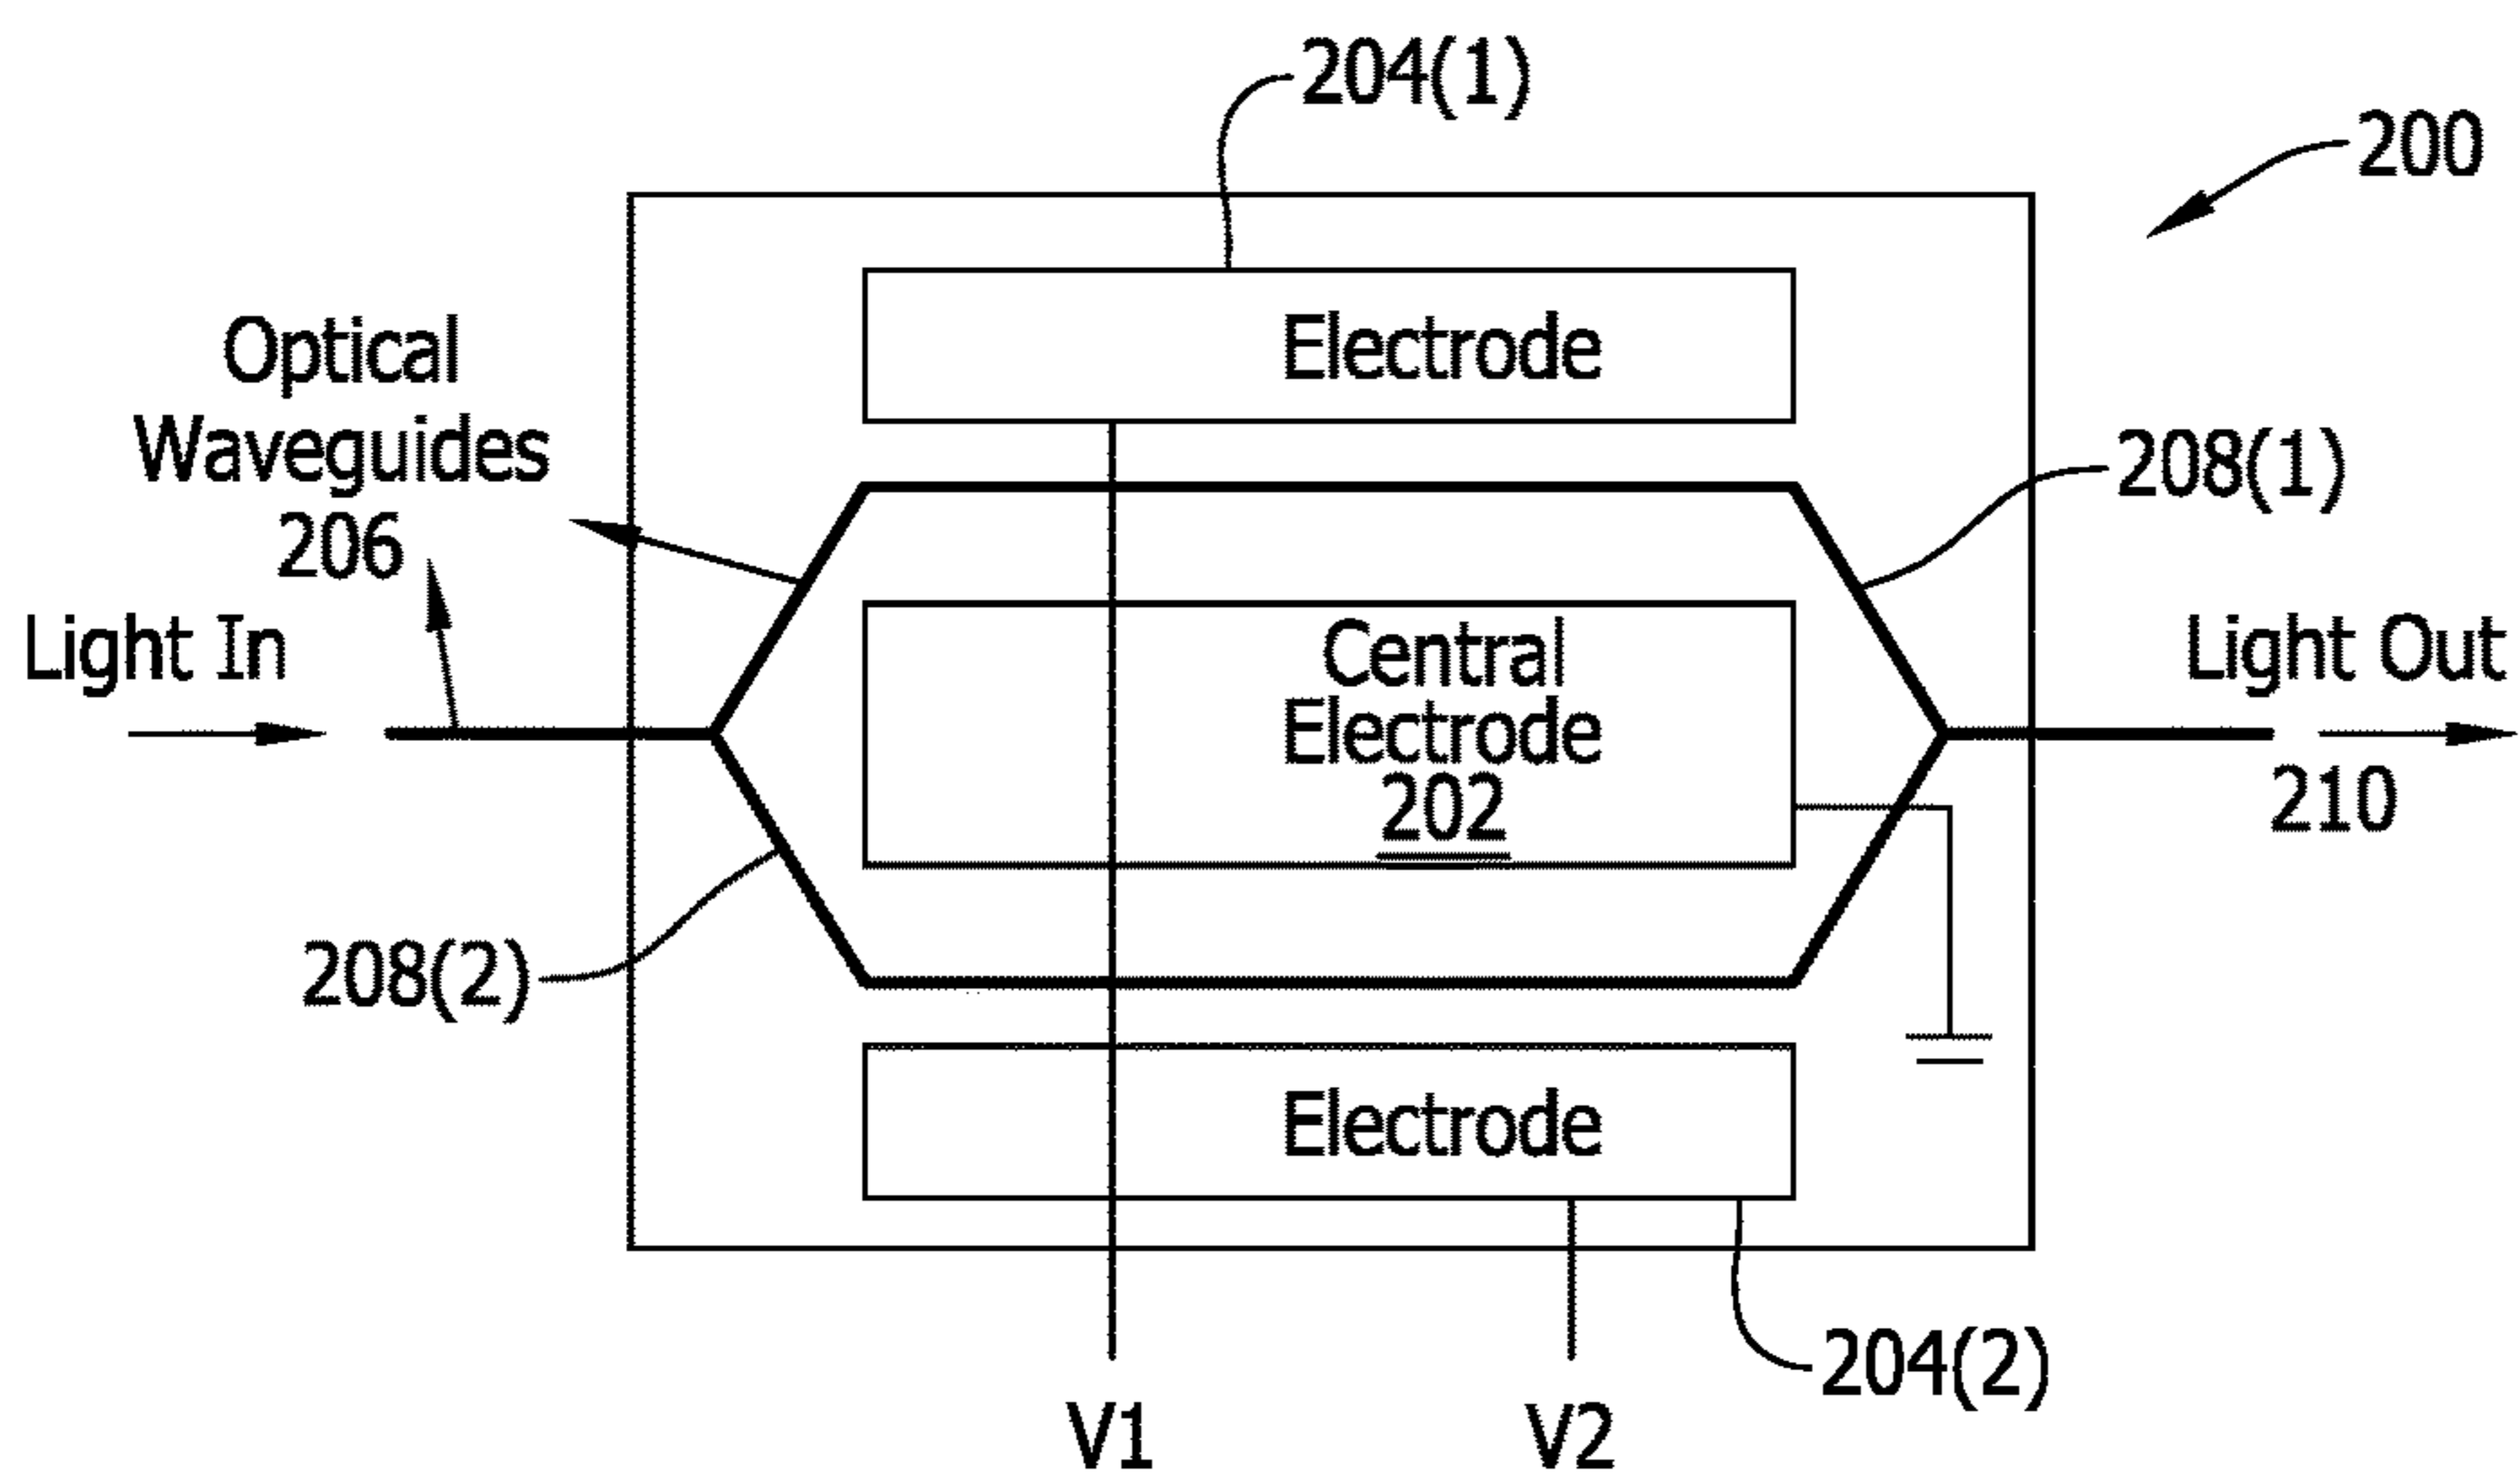 204(1)
200
Electrode
Optical
Waveguides
206
208(1)
Light In
Central
Electrode
202
Light Out
210
208(2)
Electrode
204(2)
V1
V2